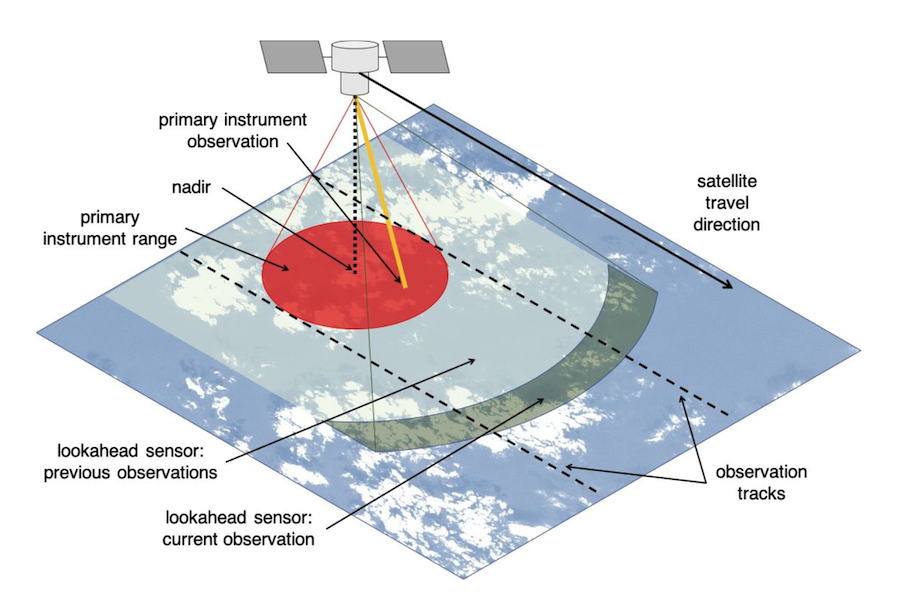 primary instrument
observation
nadir
primary
instrument range
satellite
travel
direction
lookahead sensor:
previous observations
observation
tracks
lookahead sensor:
current observation